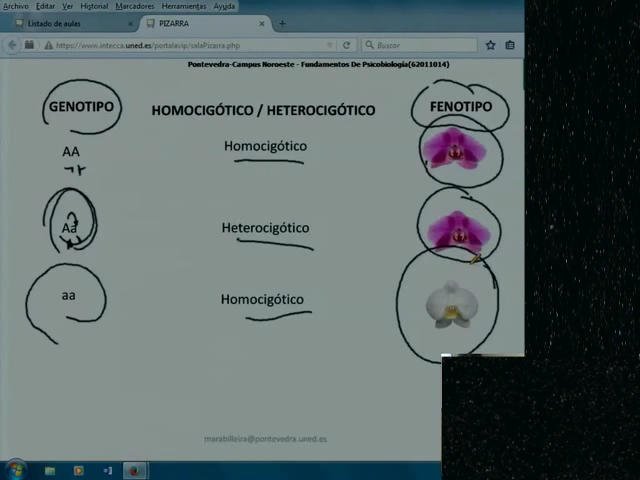 Archivo Editar Ver Historial Marcadores Herramientas Ayuda
Listado de aulas × PIZARRA × +
https://www.intecca.uned.es/portalavip/salaPizarra.php Buscar
Pontevedra-Campus Noroeste - Fundamentos De Psicobiología(62011014)
GENOTIPO HOMOCIGÓTICO / HETEROCIGÓTICO FENOTIPO
AA Homocigótico
Aa Heterocigótico
aa Homocigótico
marabilleira@pontevedra.uned.es